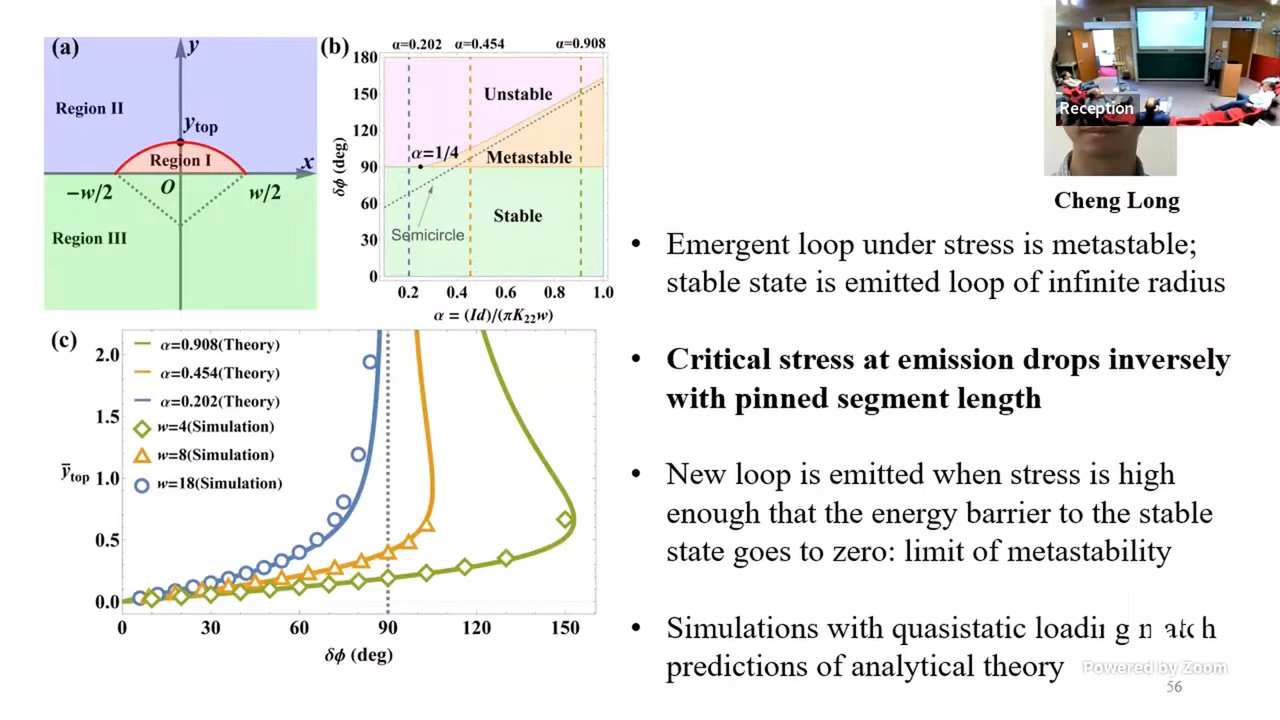 (a)
y
Region II
y_top
Region I
x
−w/2
O
w/2
Region III
(b)
α=0.202 α=0.454 α=0.908
180
150
120
90
60
30
0
δϕ (deg)
Unstable
α=1/4
Metastable
Stable
Semicircle
0.2 0.4 0.6 0.8 1.0
α = (Id)/(πK₂₂w)
(c)
α=0.908(Theory)
α=0.454(Theory)
α=0.202(Theory)
w=4(Simulation)
w=8(Simulation)
w=18(Simulation)
2.0
1.5
1.0
0.5
0.0
ȳ_top
0 30 60 90 120 150
δϕ (deg)
Reception
Cheng Long
• Emergent loop under stress is metastable;
stable state is emitted loop of infinite radius
• Critical stress at emission drops inversely
with pinned segment length
• New loop is emitted when stress is high
enough that the energy barrier to the stable
state goes to zero: limit of metastability
• Simulations with quasistatic loading match
predictions of analytical theory
Powered by Zoom
56